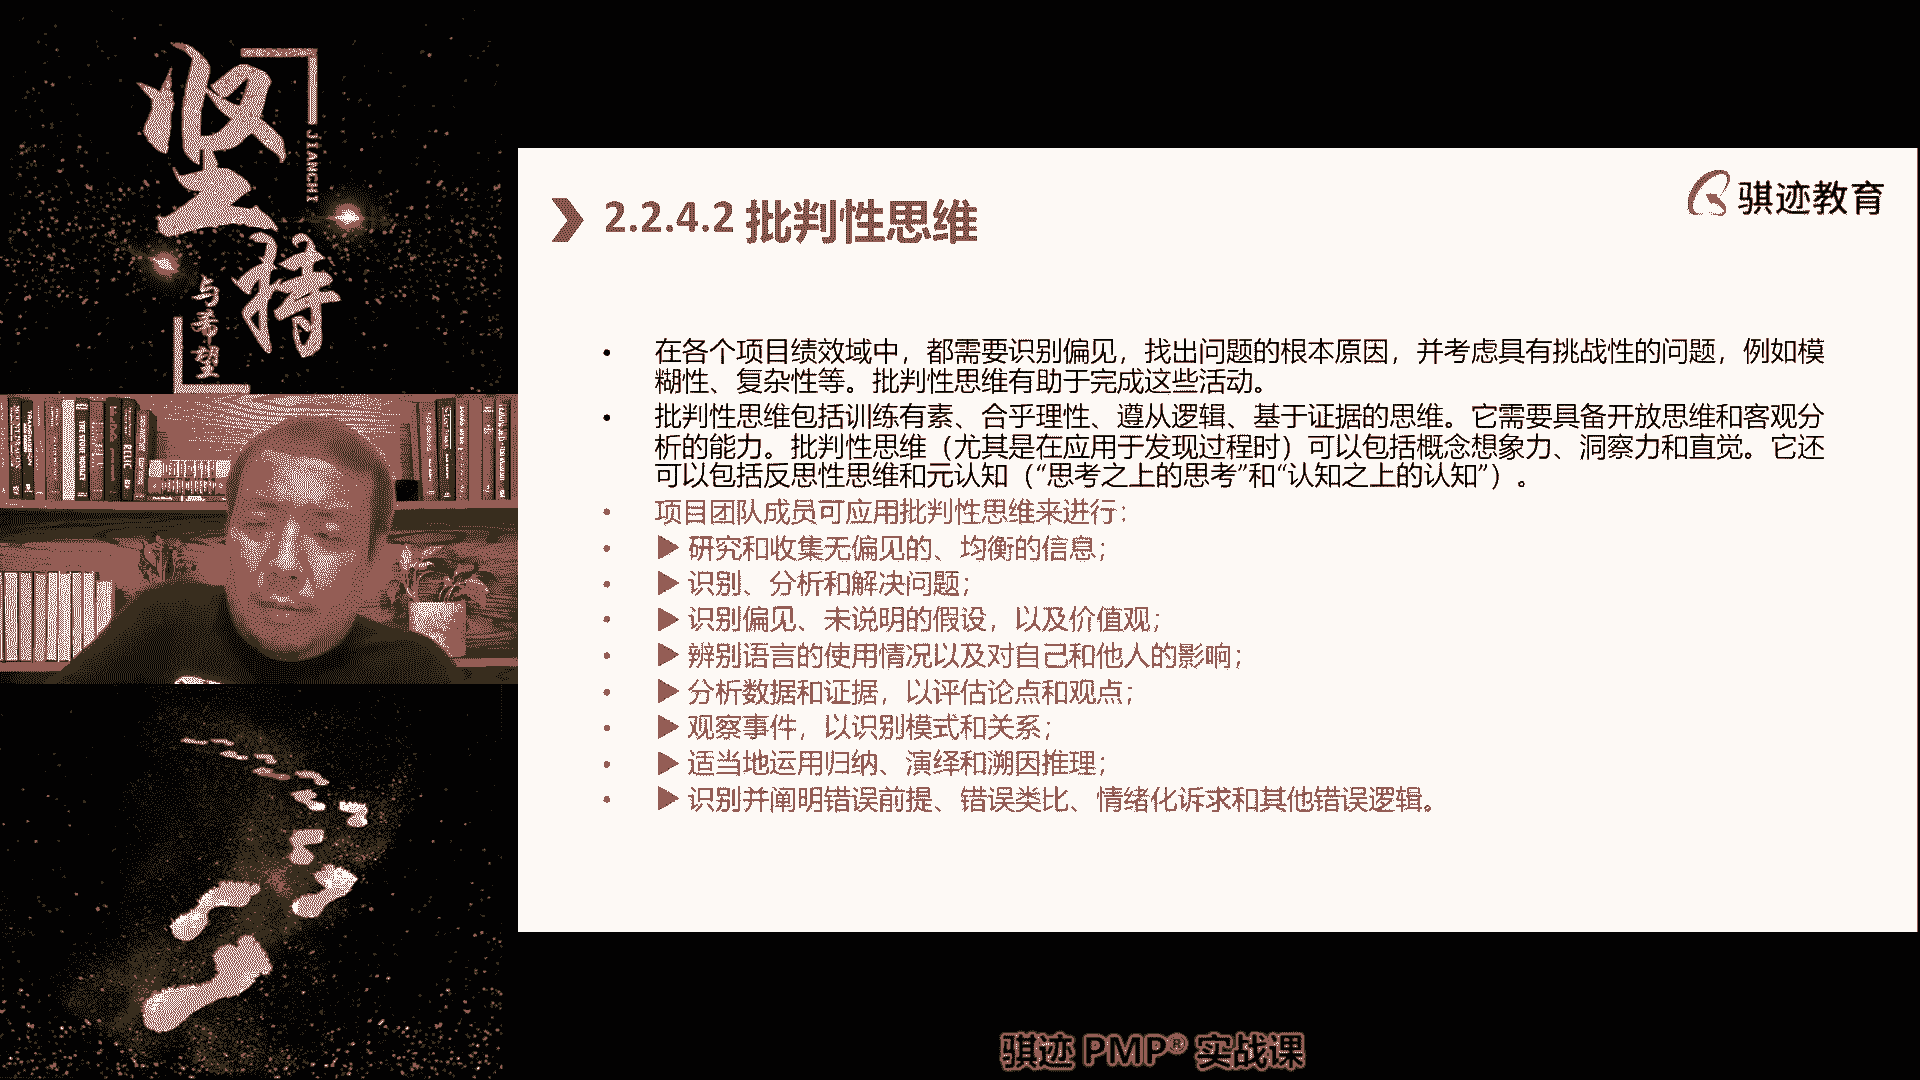 坚持
JIANCHI
与希望
骐迹教育
2.2.4.2 批判性思维
• 在各个项目绩效域中，都需要识别偏见，找出问题的根本原因，并考虑具有挑战性的问题，例如模
糊性、复杂性等。批判性思维有助于完成这些活动。
• 批判性思维包括训练有素、合乎理性、遵从逻辑、基于证据的思维。它需要具备开放思维和客观分
析的能力。批判性思维（尤其是在应用于发现过程时）可以包括概念想象力、洞察力和直觉。它还
可以包括反思性思维和元认知（“思考之上的思考”和“认知之上的认知”）。
• 项目团队成员可应用批判性思维来进行：
• ▶ 研究和收集无偏见的、均衡的信息；
• ▶ 识别、分析和解决问题；
• ▶ 识别偏见、未说明的假设，以及价值观；
• ▶ 辨别语言的使用情况以及对自己和他人的影响；
• ▶ 分析数据和证据，以评估论点和观点；
• ▶ 观察事件，以识别模式和关系；
• ▶ 适当地运用归纳、演绎和溯因推理；
• ▶ 识别并阐明错误前提、错误类比、情绪化诉求和其他错误逻辑。
骐迹 PMP® 实战课